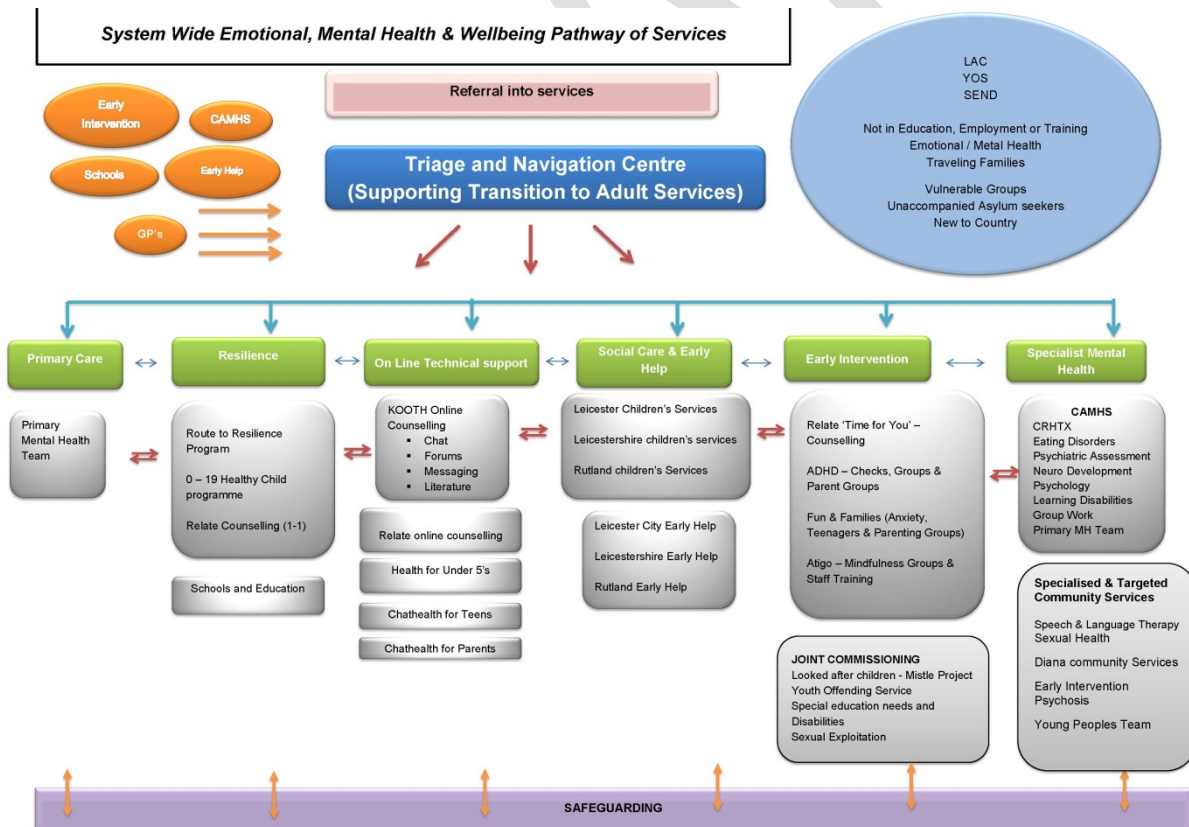 System Wide Emotional, Mental Health & Wellbeing Pathway of Services
Early
Intervention
CAMHS
Schools
Early Help
GP's
Referral into services
Triage and Navigation Centre
(Supporting Transition to Adult Services)
LAC
YOS
SEND
Not in Education, Employment or Training
Emotional / Metal Health
Traveling Families
Vulnerable Groups
Unaccompanied Asylum seekers
New to Country
Primary Care
Resilience
On Line Technical support
Social Care & Early
Help
Early Intervention
Specialist Mental
Health
Primary
Mental Health
Team
Route to Resilience
Program
0 – 19 Healthy Child
programme
Relate Counselling (1-1)
Schools and Education
KOOTH Online
Counselling
▪ Chat
▪ Forums
▪ Messaging
▪ Literature
Relate online counselling
Health for Under 5's
Chathealth for Teens
Chathealth for Parents
Leicester Children's Services
Leicestershire children's services
Rutland children's Services
Leicester City Early Help
Leicestershire Early Help
Rutland Early Help
Relate 'Time for You' –
Counselling
ADHD – Checks, Groups &
Parent Groups
Fun & Families (Anxiety,
Teenagers & Parenting Groups)
Atigo – Mindfulness Groups &
Staff Training
JOINT COMMISSIONING
Looked after children - Mistle Project
Youth Offending Service
Special education needs and
Disabilities
Sexual Exploitation
CAMHS
CRHTX
Eating Disorders
Psychiatric Assessment
Neuro Development
Psychology
Learning Disabilities
Group Work
Primary MH Team
Specialised & Targeted
Community Services
Speech & Language Therapy
Sexual Health
Diana community Services
Early Intervention
Psychosis
Young Peoples Team
SAFEGUARDING